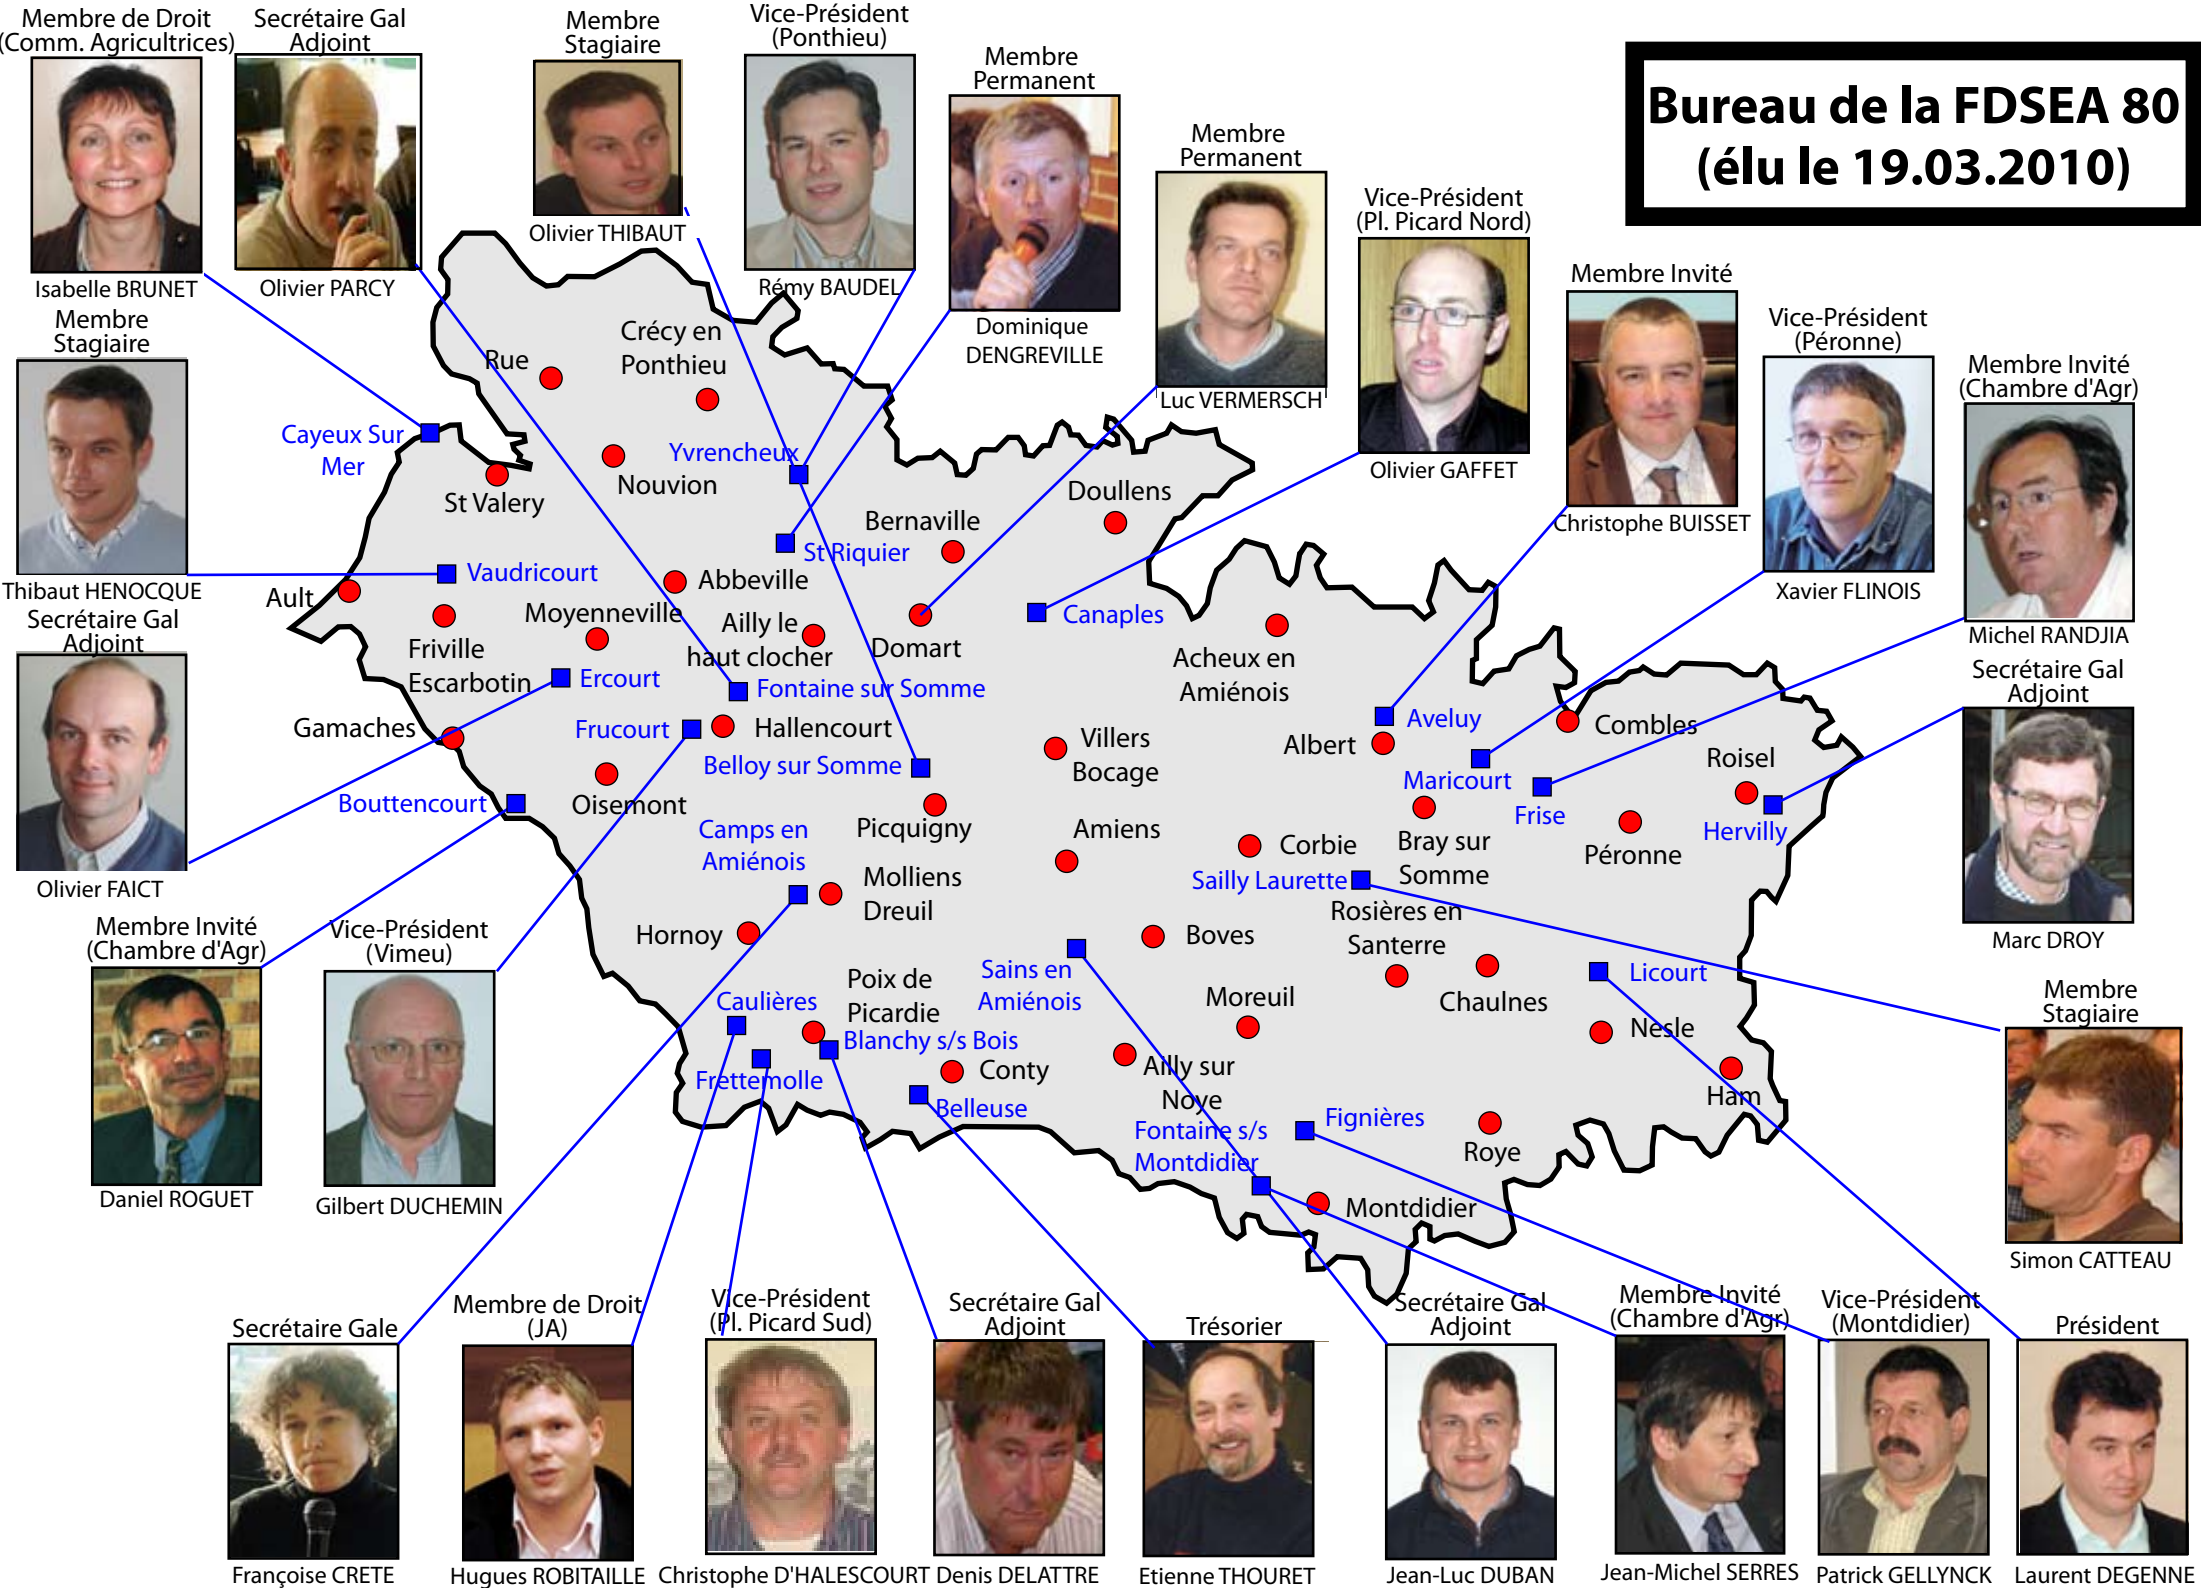 Membre de Droit
(Comm. Agricultrices)
Isabelle BRUNET
Secrétaire Gal
Adjoint
Olivier PARCY
Membre
Stagiaire
Olivier THIBAUT
Vice-Président
(Ponthieu)
Rémy BAUDEL
Membre
Permanent
Dominique
DENGREVILLE
Membre
Permanent
Luc VERMERSCH
Vice-Président
(Pl. Picard Nord)
Olivier GAFFET
Bureau de la FDSEA 80
(élu le 19.03.2010)
Membre Invité
Christophe BUISSET
Vice-Président
(Péronne)
Xavier FLINOIS
Membre Invité
(Chambre d'Agr)
Michel RANDJIA
Secrétaire Gal
Adjoint
Marc DROY
Membre
Stagiaire
Simon CATTEAU
Membre
Stagiaire
Thibaut HENOCQUE
Secrétaire Gal
Adjoint
Olivier FAICT
Membre Invité
(Chambre d'Agr)
Daniel ROGUET
Vice-Président
(Vimeu)
Gilbert DUCHEMIN
Rue
Crécy en
Ponthieu
Cayeux Sur
Mer
Yvrencheux
Nouvion
St Valery
Doullens
Bernaville
St Riquier
Vaudricourt
Abbeville
Ault
Moyenneville
Ailly le
haut clocher
Domart
Canaples
Friville
Escarbotin
Acheux en
Amiénois
Ercourt
Fontaine sur Somme
Gamaches
Frucourt
Hallencourt
Villers
Bocage
Aveluy
Albert
Combles
Roisel
Belloy sur Somme
Maricourt
Frise
Hervilly
Bouttencourt
Oisemont
Picquigny
Amiens
Corbie
Bray sur
Somme
Péronne
Camps en
Amiénois
Molliens
Dreuil
Sailly Laurette
Rosières en
Santerre
Hornoy
Boves
Sains en
Amiénois
Licourt
Poix de
Picardie
Caulières
Moreuil
Chaulnes
Nesle
Blanchy s/s Bois
Frettemolle
Conty
Ailly sur
Noye
Ham
Belleuse
Fontaine s/s
Montdidier
Fignières
Roye
Montdidier
Secrétaire Gale
Françoise CRETE
Membre de Droit
(JA)
Hugues ROBITAILLE
Vice-Président
(Pl. Picard Sud)
Christophe D'HALESCOURT
Secrétaire Gal
Adjoint
Denis DELATTRE
Trésorier
Etienne THOURET
Secrétaire Gal
Adjoint
Jean-Luc DUBAN
Membre Invité
(Chambre d'Agr)
Jean-Michel SERRES
Vice-Président
(Montdidier)
Patrick GELLYNCK
Président
Laurent DEGENNE